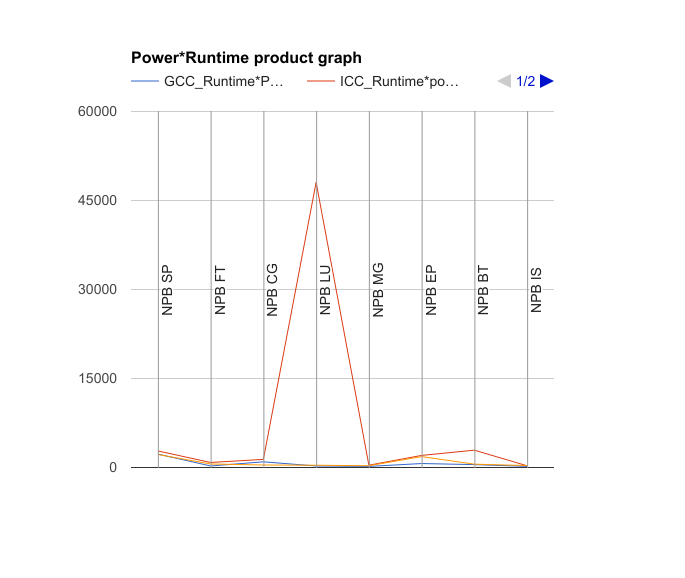 Power*Runtime product graph
GCC_Runtime*P… ICC_Runtime*po… 1/2
60000
45000
30000
15000
0
NPB SP
NPB FT
NPB CG
NPB LU
NPB MG
NPB EP
NPB BT
NPB IS